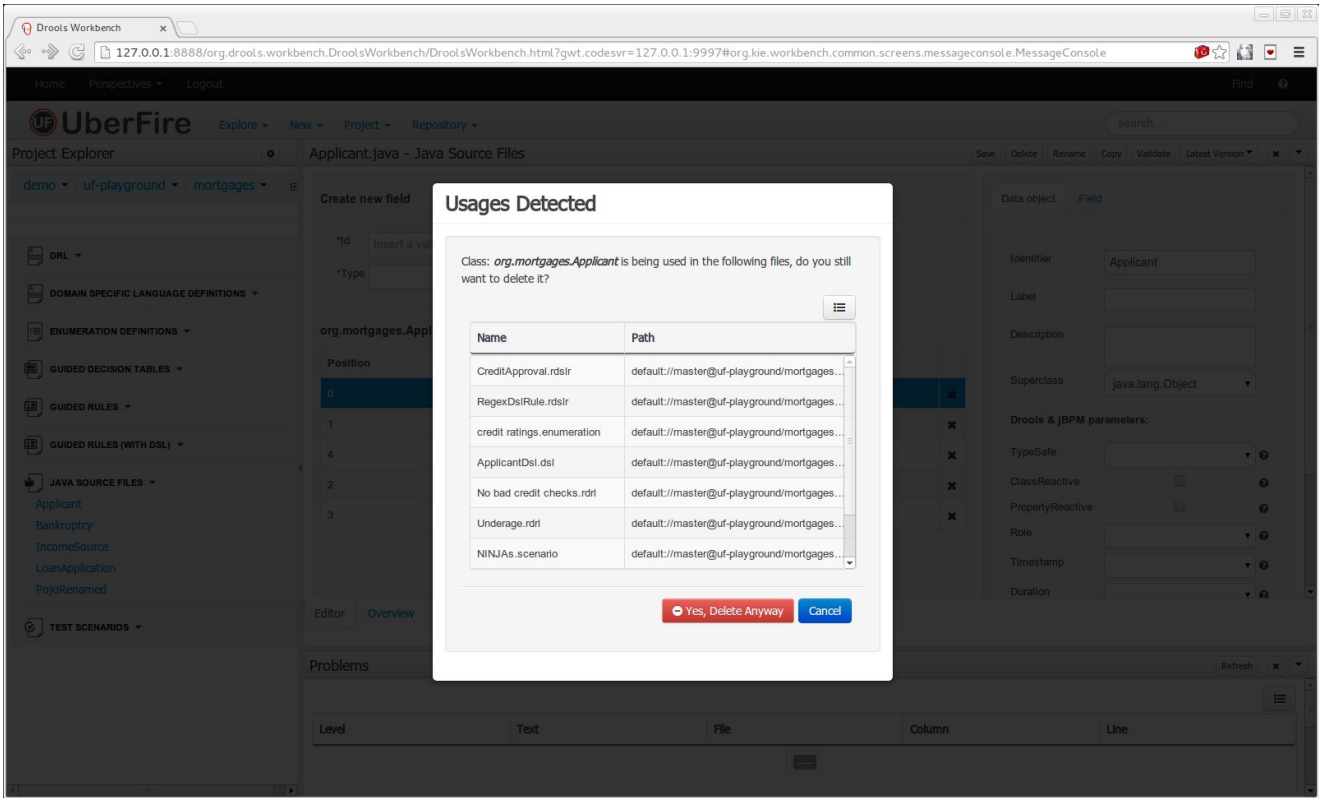 Drools Workbench
127.0.0.1:8888/org.drools.workbench.DroolsWorkbench/DroolsWorkbench.html?gwt.codesvr=127.0.0.1:9997#org.kie.workbench.common.screens.messageconsole.MessageConsole
Home Perspectives Logout Find
UF UberFire Explore New Project Repository search...
Project Explorer Applicant.java - Java Source Files Save Delete Rename Copy Validate Latest Version
demo / uf-playground / mortgages
Create new field
*Id Insert a val
*Type
org.mortgages.Appl
Position
0
1
4
2
3
DRL
DOMAIN SPECIFIC LANGUAGE DEFINITIONS
ENUMERATION DEFINITIONS
GUIDED DECISION TABLES
GUIDED RULES
GUIDED RULES (WITH DSL)
JAVA SOURCE FILES
Applicant
Bankruptcy
IncomeSource
LoanApplication
PojoRenamed
TEST SCENARIOS
Usages Detected
Class: org.mortgages.Applicant is being used in the following files, do you still
want to delete it?
Name Path
CreditApproval.rdslr default://master@uf-playground/mortgages...
RegexDslRule.rdslr default://master@uf-playground/mortgages...
credit ratings.enumeration default://master@uf-playground/mortgages...
ApplicantDsl.dsl default://master@uf-playground/mortgages...
No bad credit checks.rdrl default://master@uf-playground/mortgages...
Underage.rdrl default://master@uf-playground/mortgages...
NINJAs.scenario default://master@uf-playground/mortgages...
Yes, Delete Anyway Cancel
Data object Field
Identifier Applicant
Label
Description
Superclass java.lang.Object
Drools & jBPM parameters:
TypeSafe
ClassReactive
PropertyReactive
Role
Timestamp
Duration
Editor Overview
Problems Refresh
Level Text File Column Line